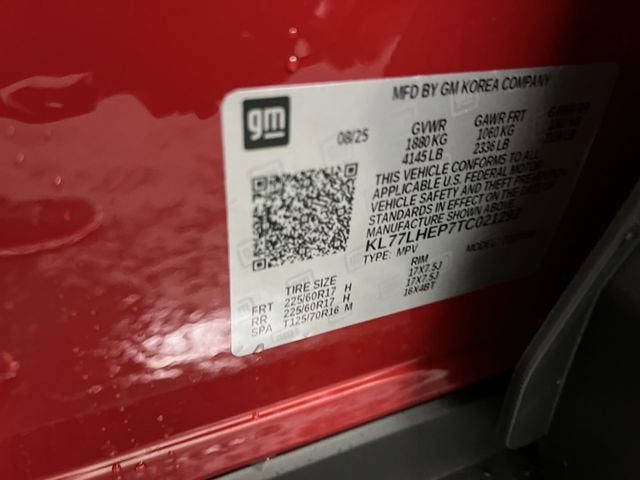 MFD BY GM KOREA COMPANY
gm
08/25
GVWR
1880 KG
4145 LB
GAWR FRT
1060 KG
2336 LB
THIS VEHICLE CONFORMS TO ALL
APPLICABLE U.S. FEDERAL MOTOR
VEHICLE SAFETY AND THEFT PREVENTION
STANDARDS IN EFFECT ON THE DATE OF
MANUFACTURE SHOWN ABOVE.
TYPE: MPV
MODEL:
TIRE SIZE RIM
FRT 225/60R17 H 17X7.5J
RR 225/60R17 H 17X7.5J
SPA T125/70R16 M 16X4BT